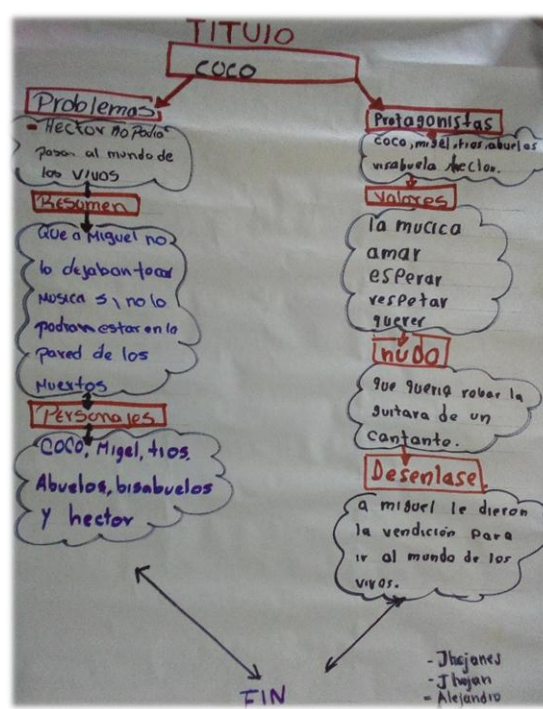 TITUlO
COCO
Problemas
- Hector no Podia
pasar al mundo de
los vivos
Resumen
Que a Miguel no
lo dejaban tocar
Musica si no lo
podran estar en la
pared de los
Muertos
Personajes
COCO, Migel, tios,
Abuelos, bisabuelos
y hector
Protagonistas
coco, migel, tios, abuelas
visabuela hector.
valores
la mucica
amar
esperar
respetar
querer
inudo
que queria robar la
guitara de un
cantante.
Desenlase.
a miguel le dieron
la vendición para
ir al mundo de los
vivos.
FIN
- Jhojanes
- Jhojan
- Alejandro